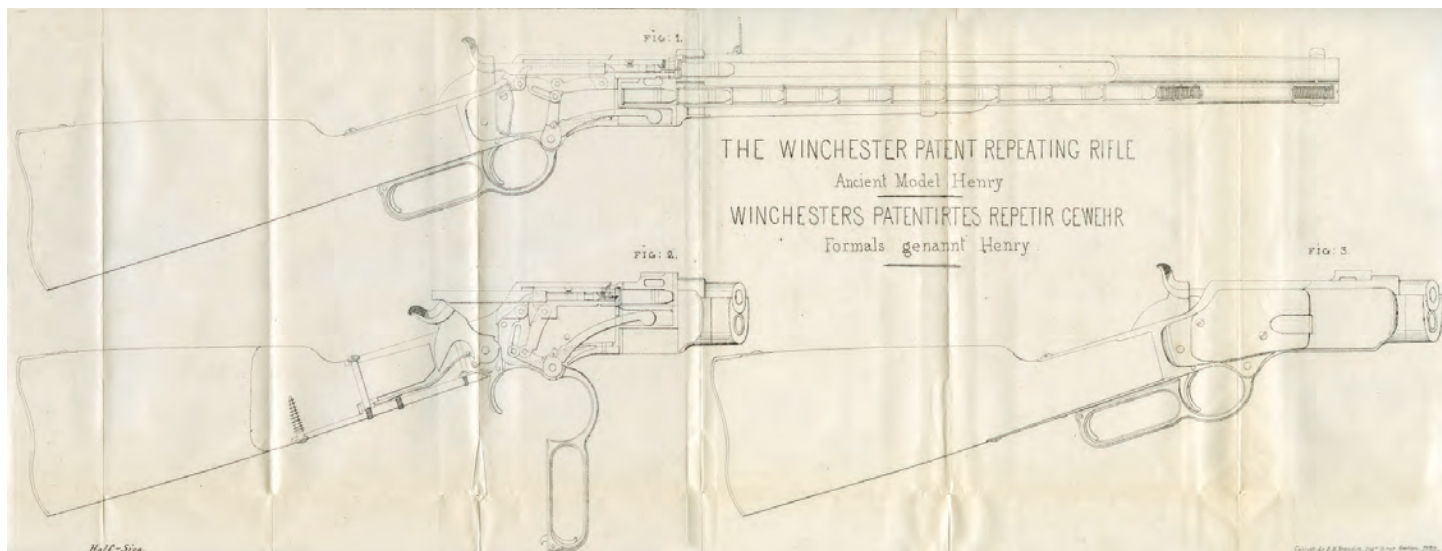 FIG: 1.
THE WINCHESTER PATENT REPEATING RIFLE
Ancient Model Henry
WINCHESTERS PATENTIRTES REPETIR GEWEHR
Formals genannt Henry
FIG: 2.
FIG: 3.
Half-Size